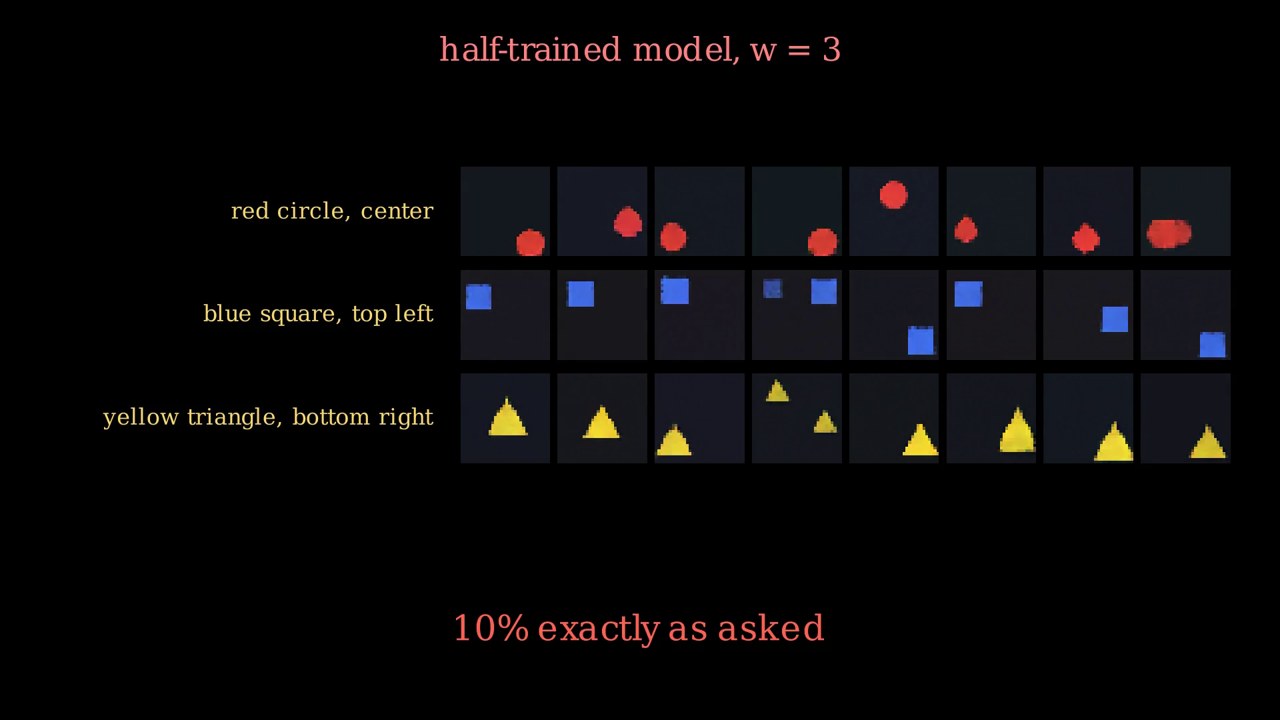 half-trained model, w = 3
red circle, center
blue square, top left
yellow triangle, bottom right
10% exactly as asked